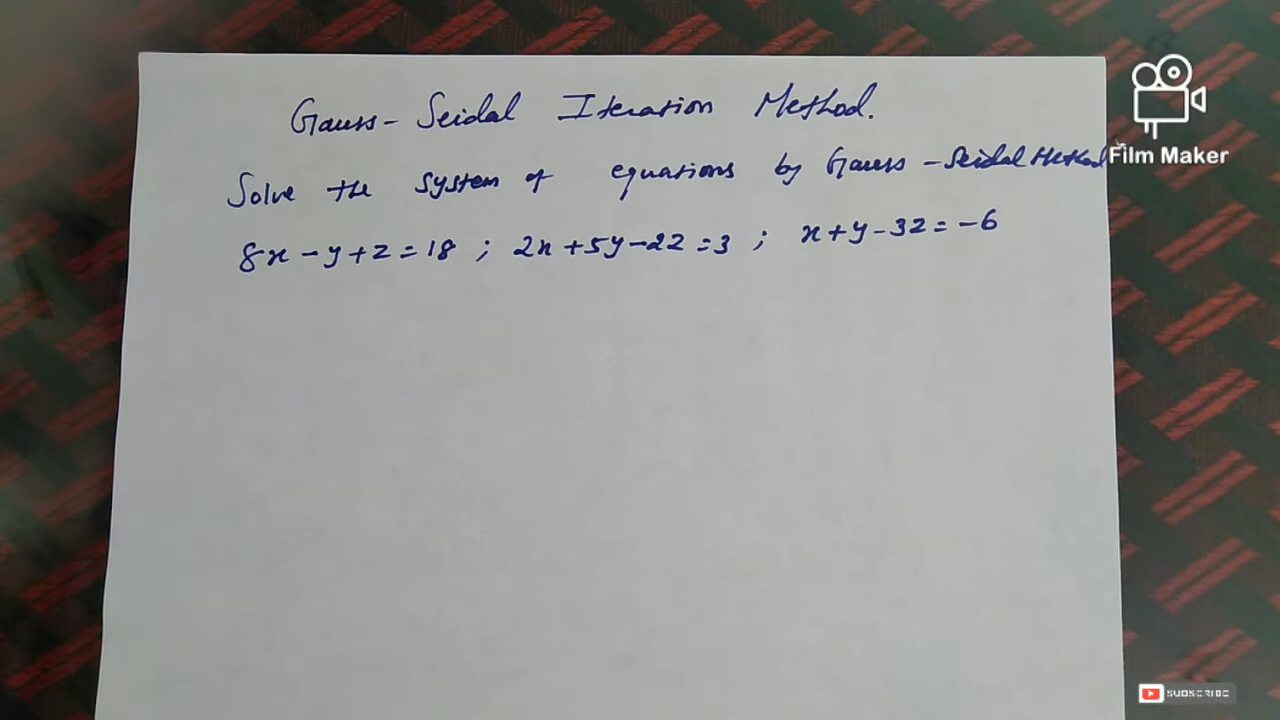 Gauss - Seidal Iteration Method.
Solve the system of equations by Gauss - Seidal Method
8x - y + z = 18 ; 2x + 5y - 2z = 3 ; x + y - 3z = -6
Film Maker
SUBSCRIBE